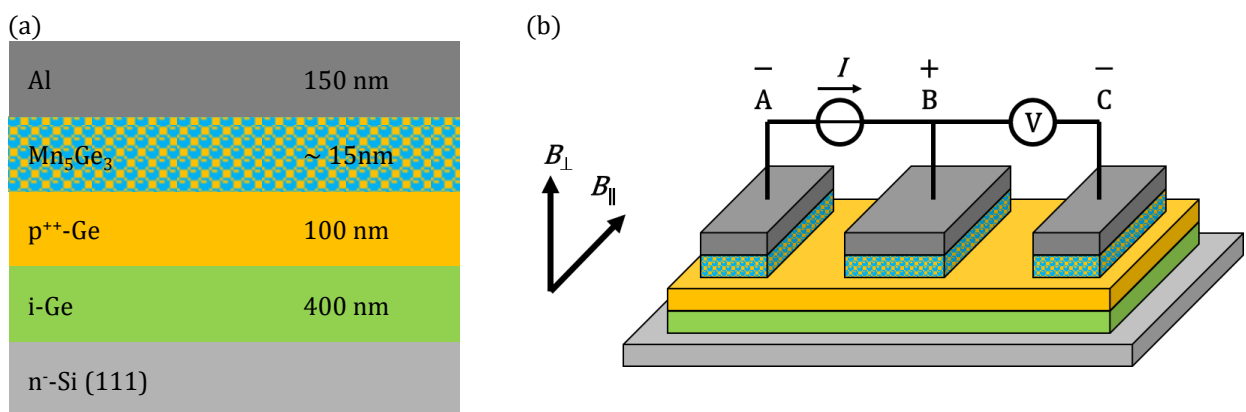 (a)
Al 150 nm
Mn₅Ge₃ ~ 15nm
p⁺⁺-Ge 100 nm
i-Ge 400 nm
n⁻-Si (111)
(b)
− I + −
A B C
V
B⊥
B∥